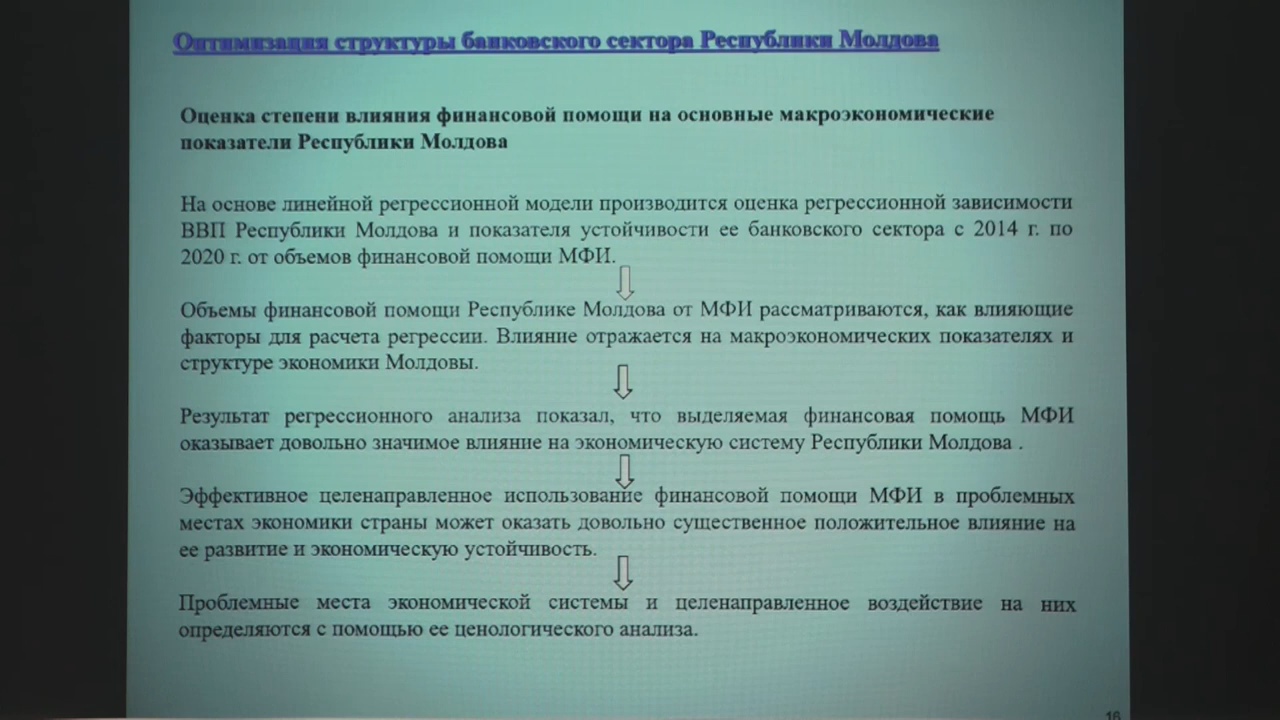 Оптимизация структуры банковского сектора Республики Молдова
Оценка степени влияния финансовой помощи на основные макроэкономические
показатели Республики Молдова
На основе линейной регрессионной модели производится оценка регрессионной зависимости
ВВП Республики Молдова и показателя устойчивости ее банковского сектора с 2014 г. по
2020 г. от объемов финансовой помощи МФИ.
Объемы финансовой помощи Республике Молдова от МФИ рассматриваются, как влияющие
факторы для расчета регрессии. Влияние отражается на макроэкономических показателях и
структуре экономики Молдовы.
Результат регрессионного анализа показал, что выделяемая финансовая помощь МФИ
оказывает довольно значимое влияние на экономическую систему Республики Молдова .
Эффективное целенаправленное использование финансовой помощи МФИ в проблемных
местах экономики страны может оказать довольно существенное положительное влияние на
ее развитие и экономическую устойчивость.
Проблемные места экономической системы и целенаправленное воздействие на них
определяются с помощью ее ценологического анализа.
16